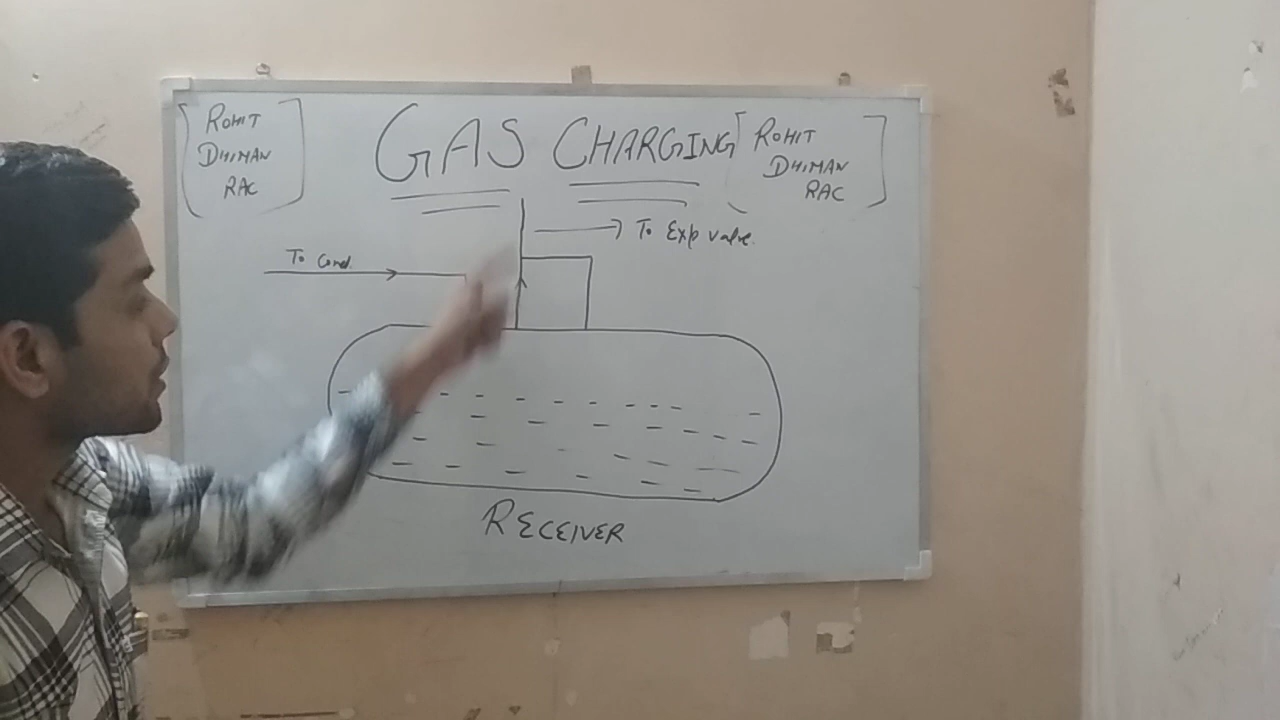 ROHIT
DHIMAN
RAC
GAS CHARGING
ROHIT
DHIMAN
RAC
To Exp valve.
To Cond.
RECEIVER